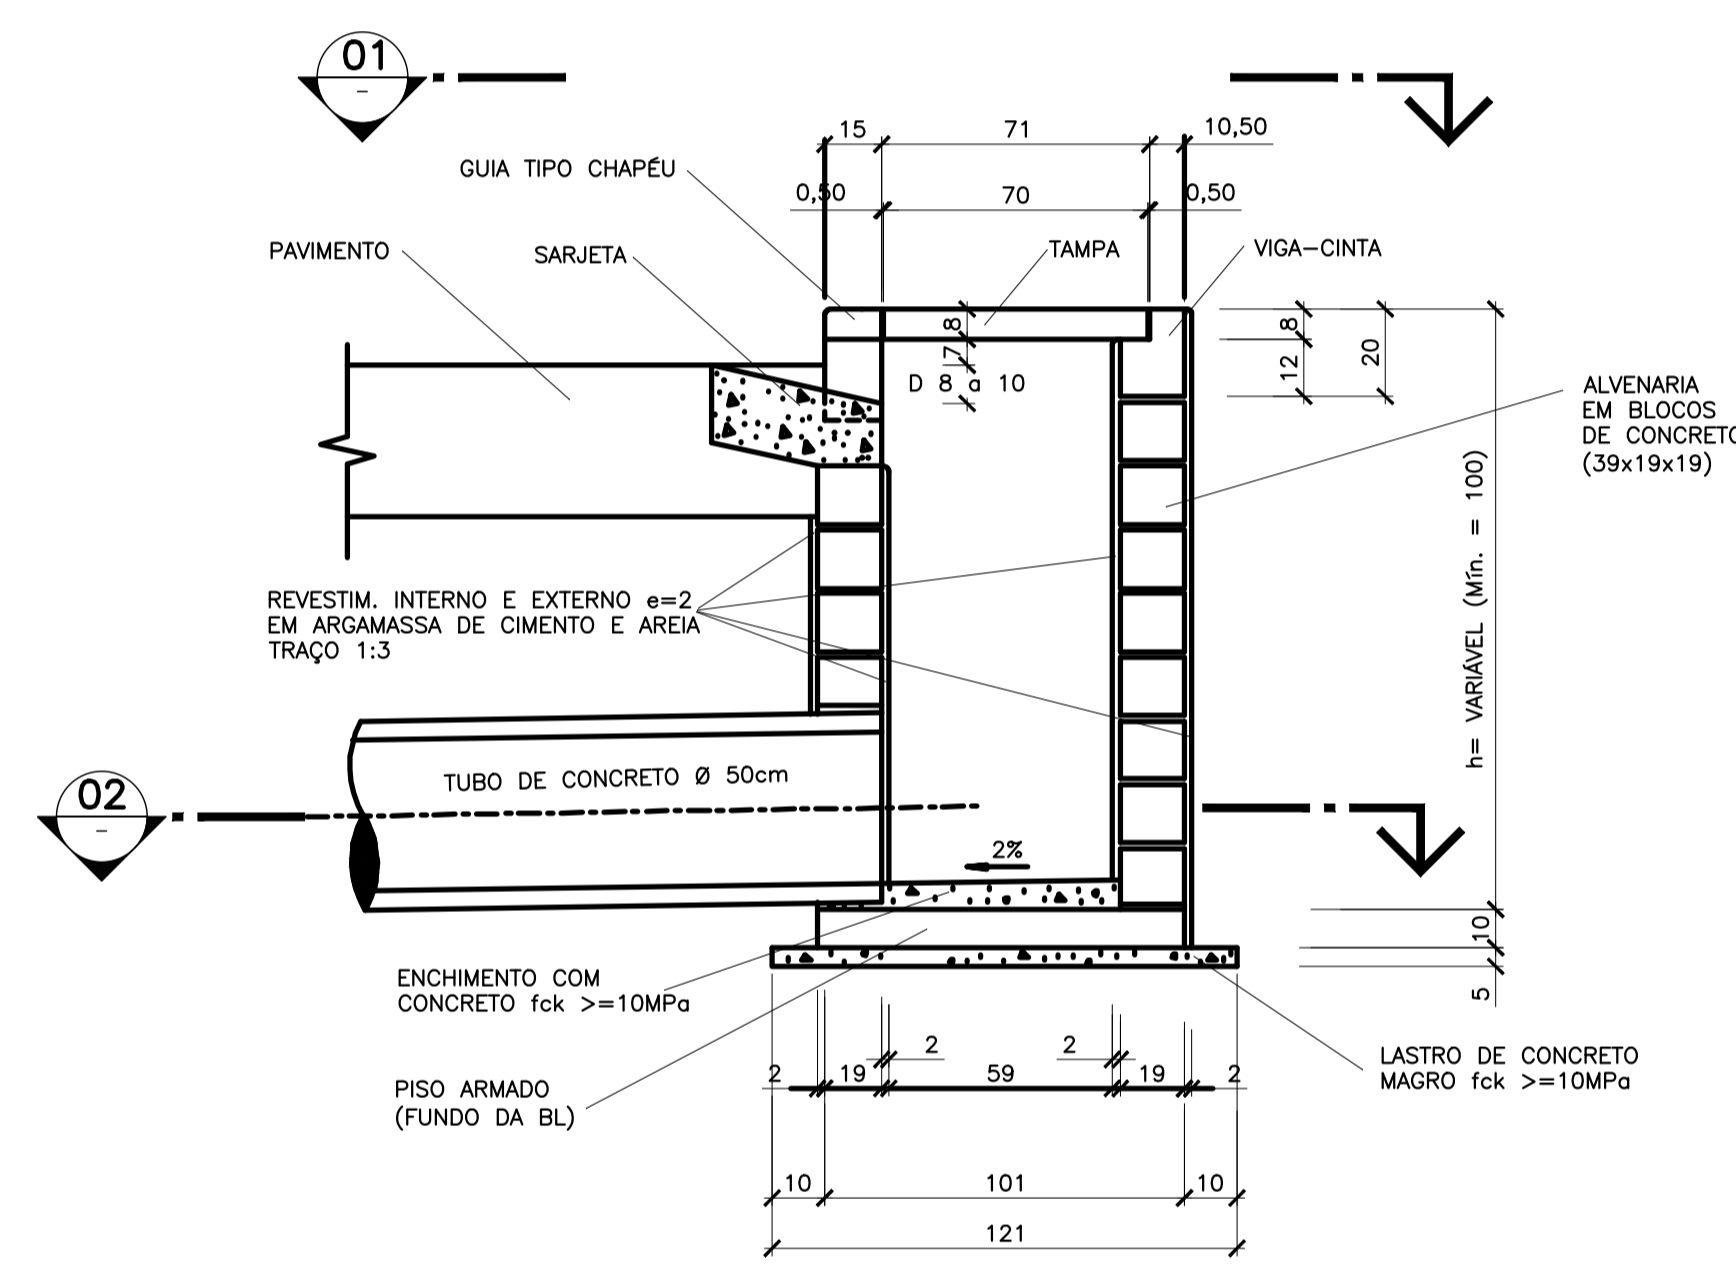 01
–
15
71
10,50
GUIA TIPO CHAPÉU
0,50
70
0,50
PAVIMENTO
SARJETA
TAMPA
VIGA-CINTA
8
7
D 8 a 10
8
12
20
ALVENARIA
EM BLOCOS
DE CONCRETO
(39x19x19)
h= VARIÁVEL (Mín. = 100)
REVESTIM. INTERNO E EXTERNO e=2
EM ARGAMASSA DE CIMENTO E AREIA
TRAÇO 1:3
TUBO DE CONCRETO Ø 50cm
02
–
2%
10
5
ENCHIMENTO COM
CONCRETO fck >=10MPa
PISO ARMADO
(FUNDO DA BL)
LASTRO DE CONCRETO
MAGRO fck >=10MPa
2
2
2
19
59
19
2
10
101
10
121